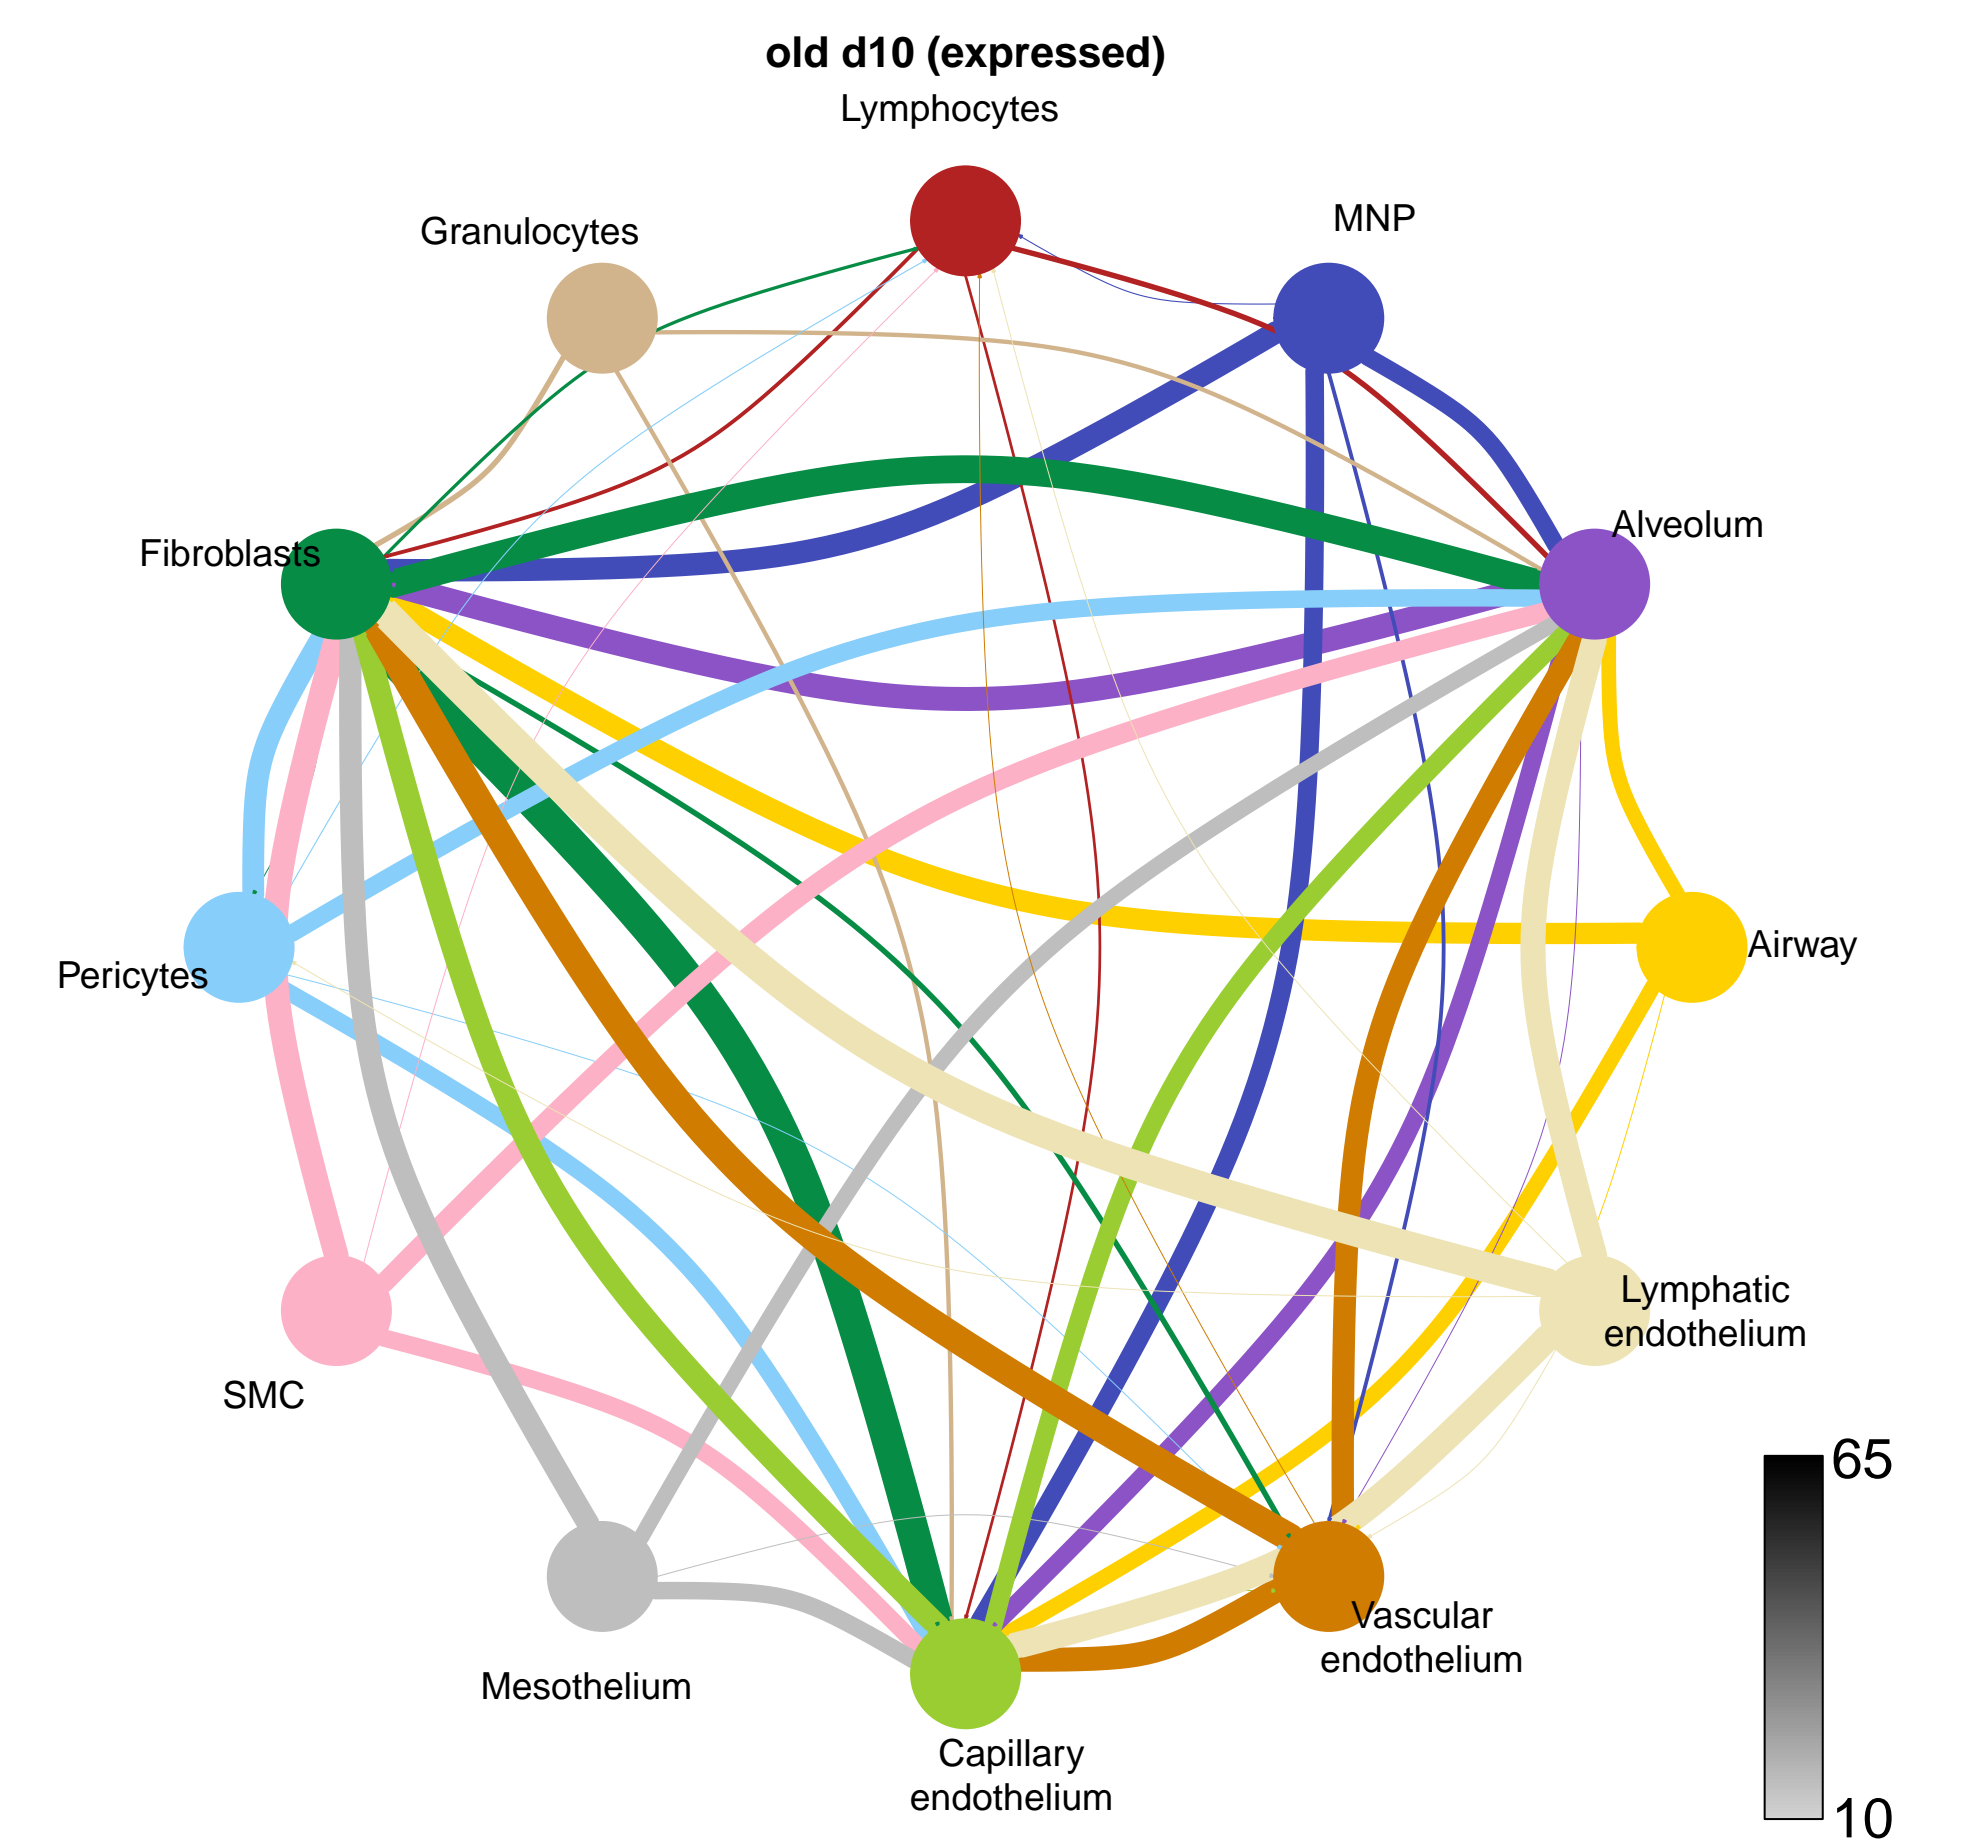 old d10 (expressed)
Lymphocytes
MNP
Granulocytes
Alveolum
Fibroblasts
Airway
Pericytes
Lymphatic
endothelium
SMC
65
Vascular
endothelium
Mesothelium
Capillary
endothelium
10